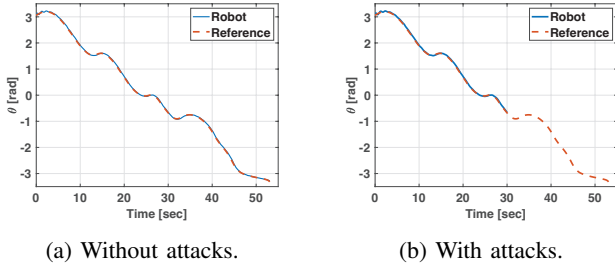 Robot
Reference
3
2
1
0
-1
-2
-3
θ [rad]
0 10 20 30 40 50
Time [sec]
(a) Without attacks.
Robot
Reference
3
2
1
0
-1
-2
-3
θ [rad]
0 10 20 30 40 50
Time [sec]
(b) With attacks.